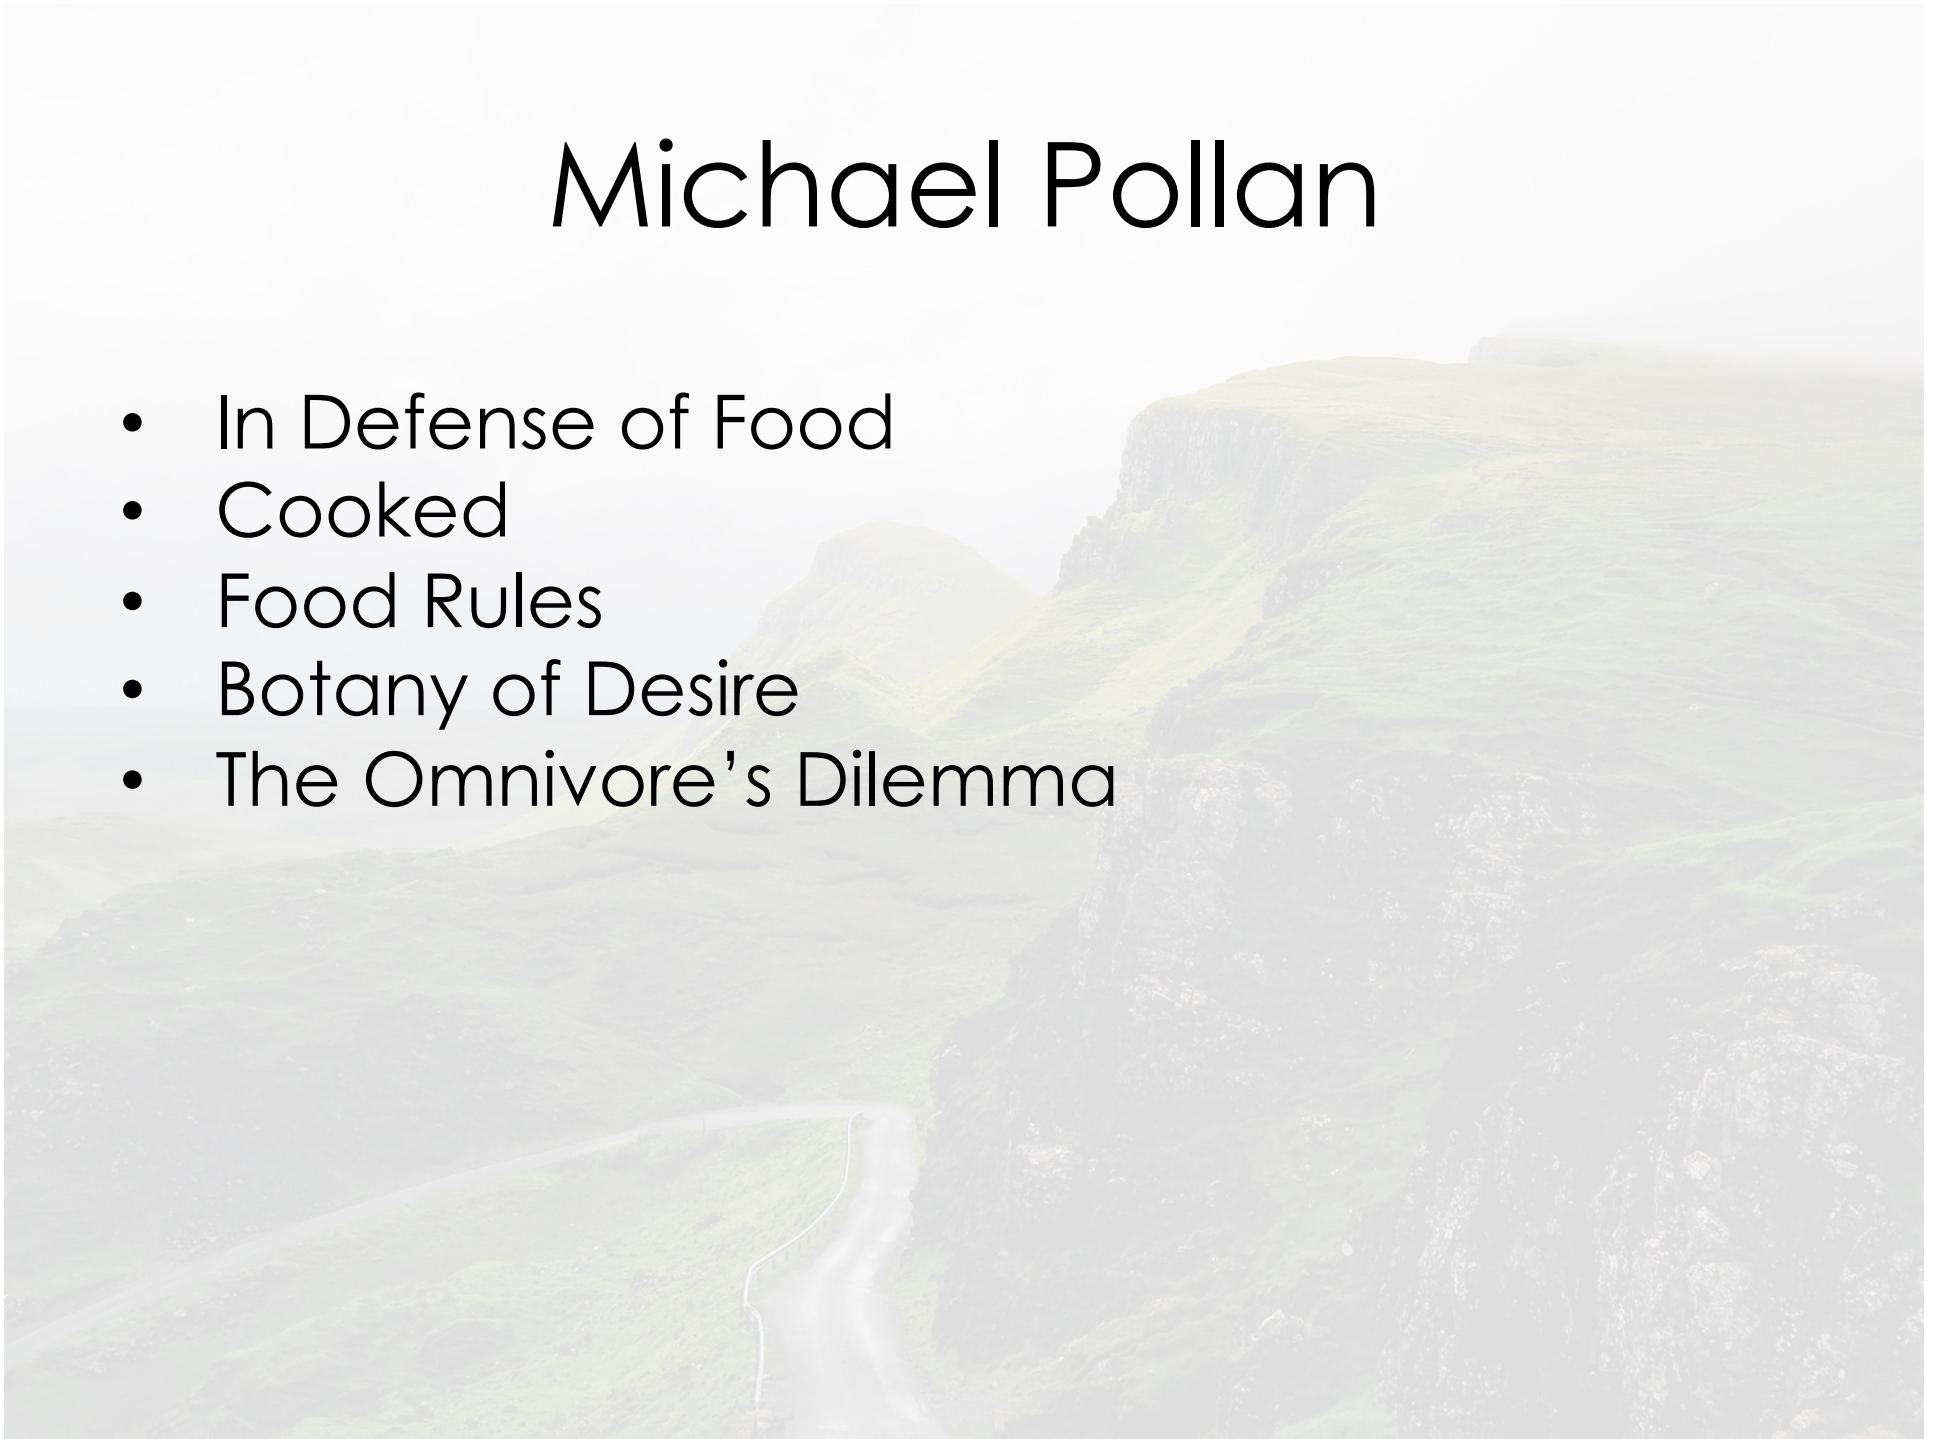 Michael Pollan
• In Defense of Food
• Cooked
• Food Rules
• Botany of Desire
• The Omnivore’s Dilemma